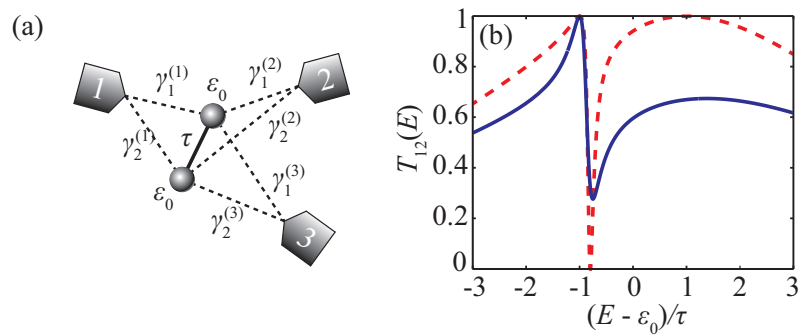 (a)
1
γ₁⁽¹⁾
ε₀
γ₁⁽²⁾
2
γ₂⁽¹⁾
τ
γ₂⁽²⁾
ε₀
γ₁⁽³⁾
γ₂⁽³⁾
3
(b)
T₁₂(E)
1
0.8
0.6
0.4
0.2
0
-3 -2 -1 0 1 2 3
(E - ε₀)/τ